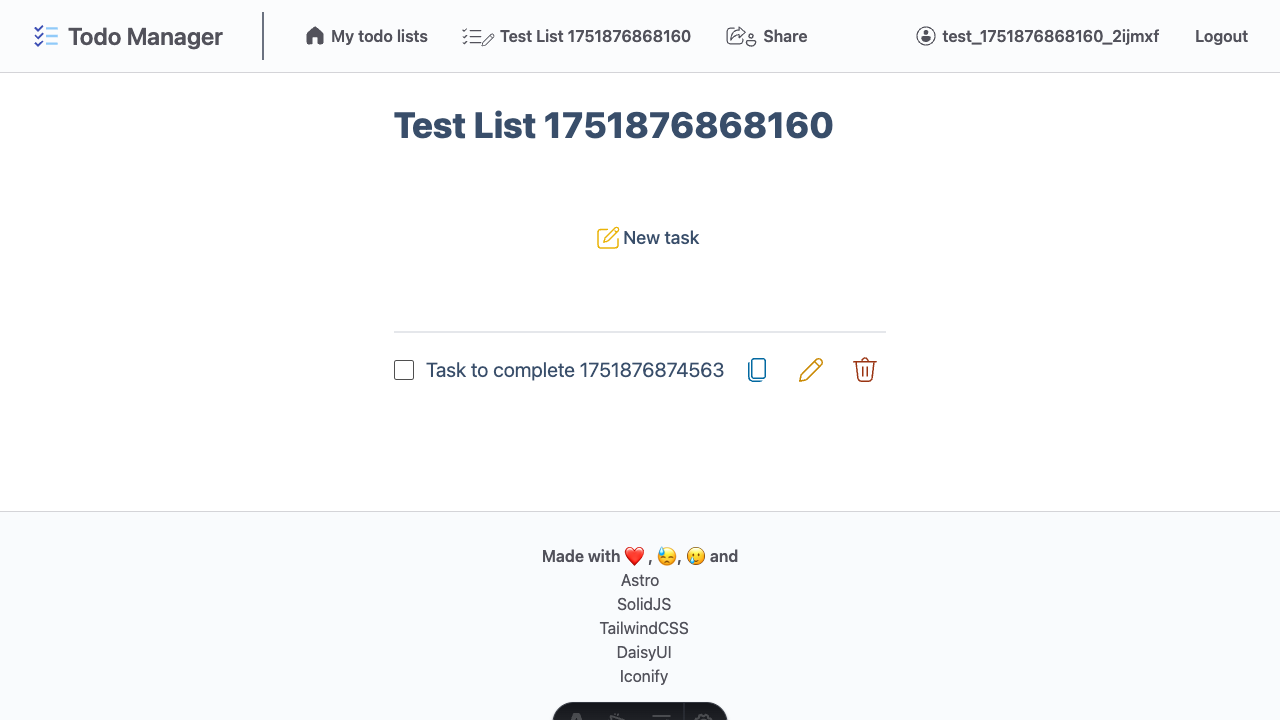 Todo Manager
My todo lists
Test List 1751876868160
Share
test_1751876868160_2ijmxf
Logout
Test List 1751876868160
New task
Task to complete 1751876874563
Made with ❤️ , 😓, 🥲 and
Astro
SolidJS
TailwindCSS
DaisyUI
Iconify